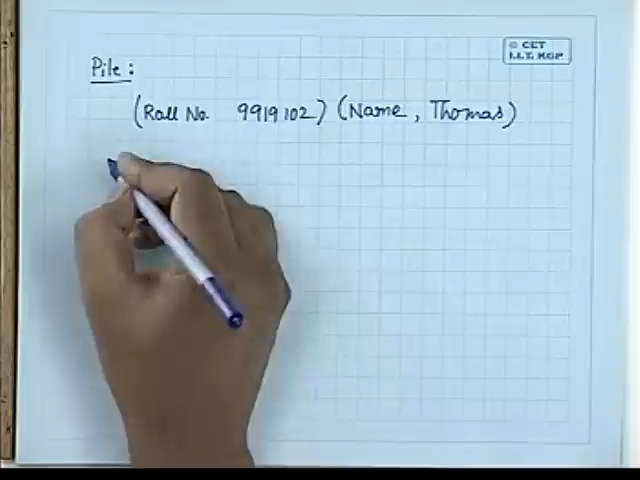 © CET
I.I.T. KGP
Pile :
(Roll No. 9919102) (Name, Thomas)